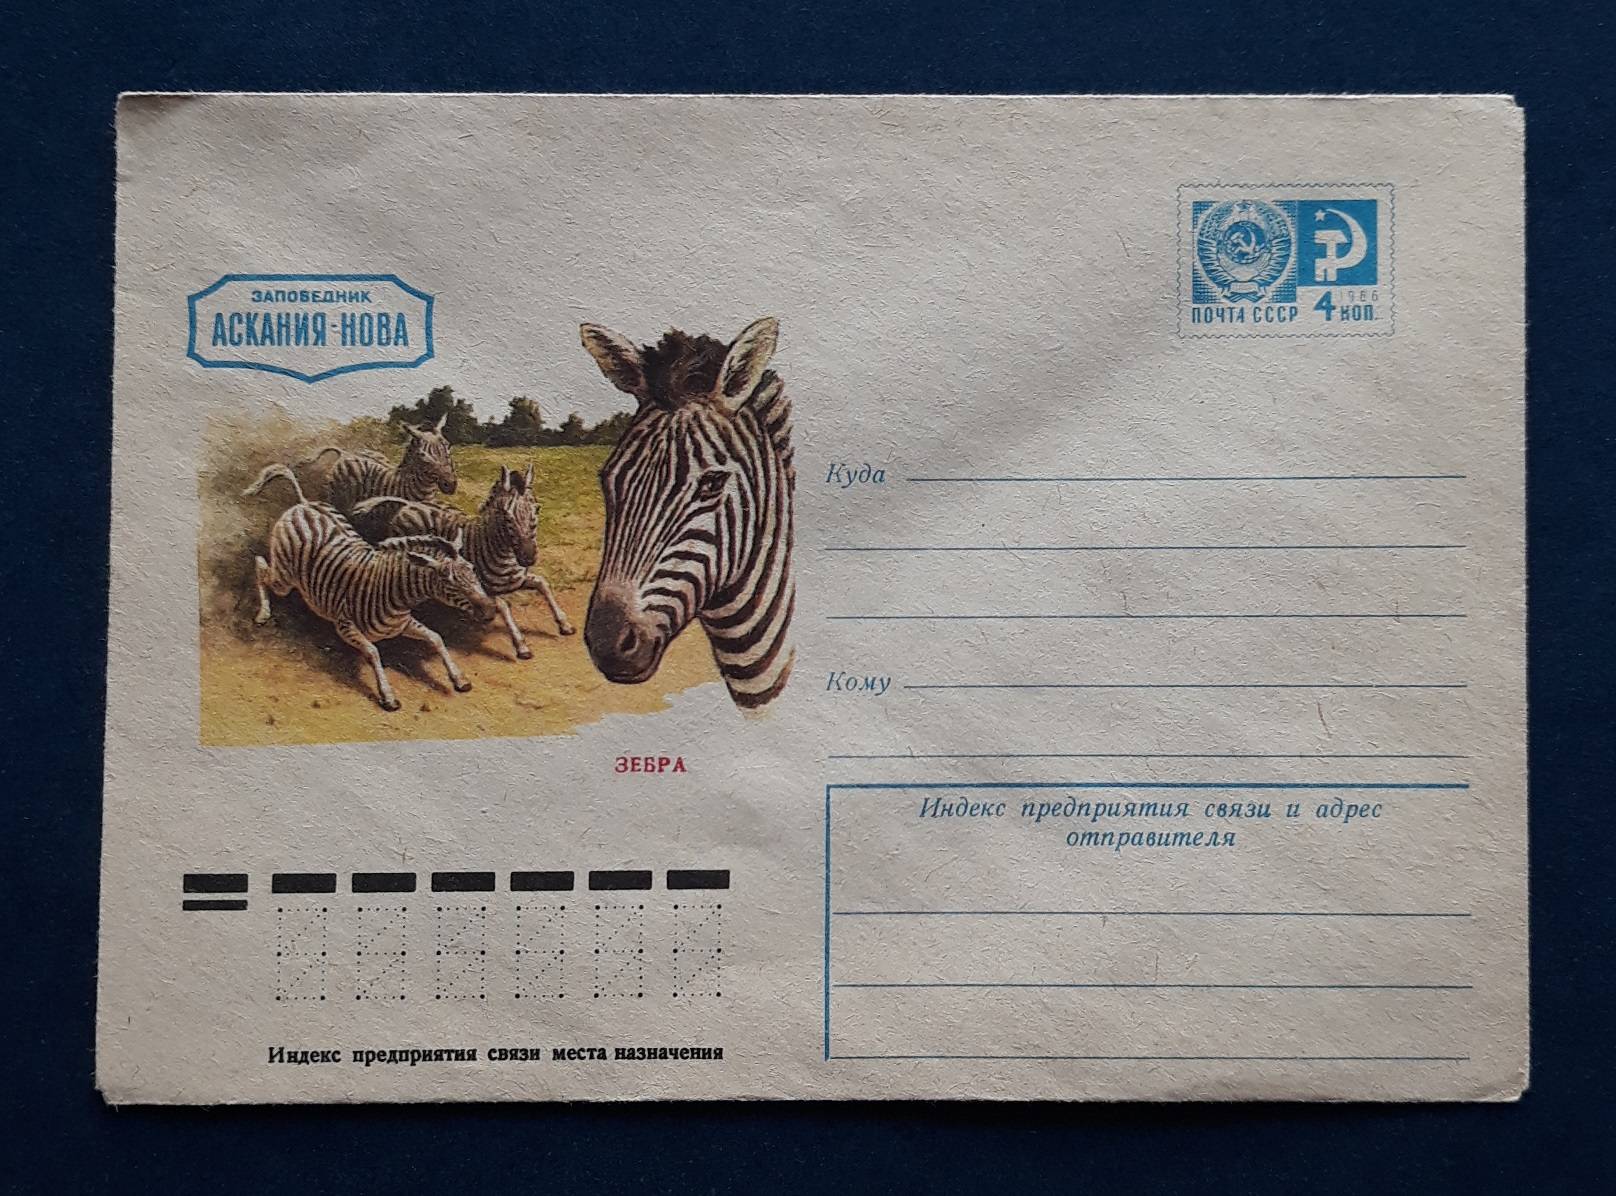 ЗАПОВЕДНИК
АСКАНИЯ-НОВА
1966
ПОЧТА СССР 4 КОП.
Куда
Кому
ЗЕБРА
Индекс предприятия связи и адрес
отправителя
Индекс предприятия связи места назначения